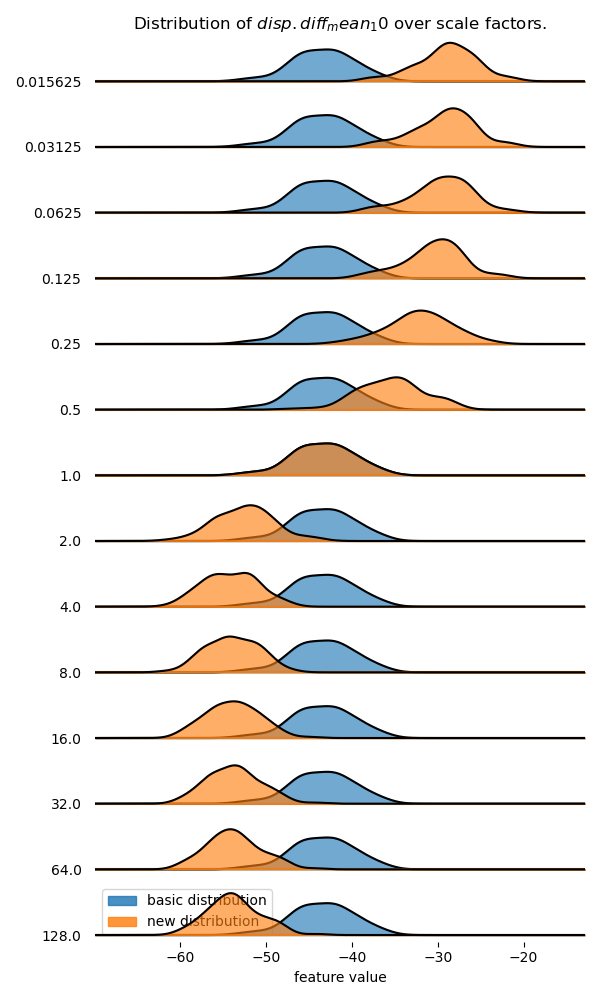 Distribution of disp.diff_mean_10 over scale factors.
0.015625
0.03125
0.0625
0.125
0.25
0.5
1.0
2.0
4.0
8.0
16.0
32.0
64.0
basic distribution
new distribution
128.0
−60 −50 −40 −30 −20
feature value